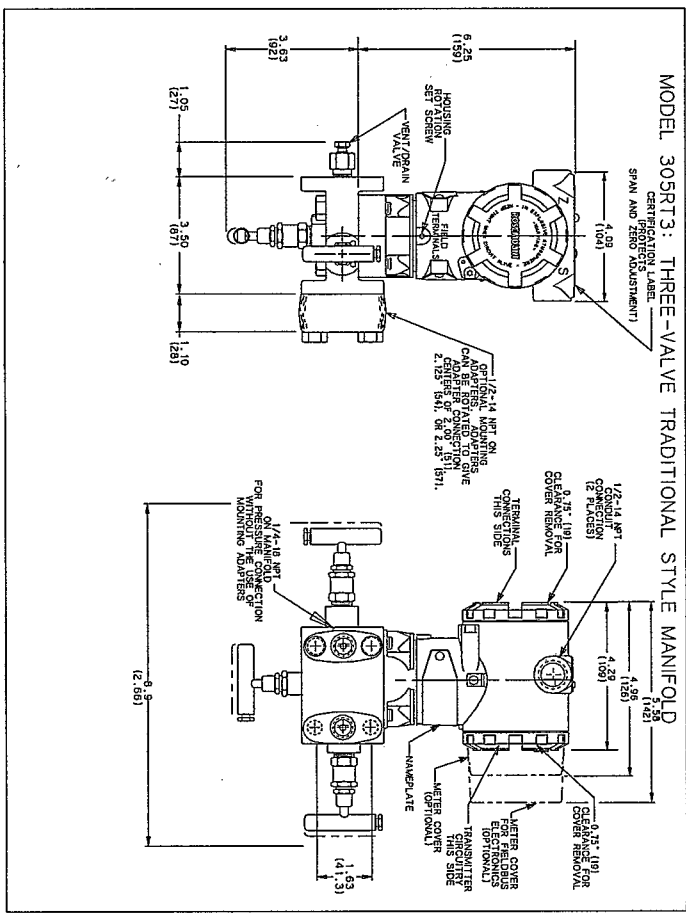 MODEL 305RT3: THREE-VALVE TRADITIONAL STYLE MANIFOLD
CERTIFICATION LABEL
(PROTECTS
SPAN AND ZERO ADJUSTMENT)
4.09
(104)
6.25
(159)
3.63
(92)
HOUSING
ROTATION
SET SCREW
VENT/DRAIN
VALVE
FIELD
TERMINALS
Z
S
ROSEMOUNT
1.05
(27)
3.50
(87)
1.10
(28)
1/2-14 NPT ON
OPTIONAL MOUNTING
ADAPTERS. ADAPTERS
CAN BE ROTATED TO GIVE
ADAPTER CONNECTION
CENTERS OF 2.00" (51),
2.125" (54), OR 2.25" (57).
1/2-14 NPT
CONDUIT
CONNECTION
(2 PLACES)
0.75" (19)
CLEARANCE FOR
COVER REMOVAL
TERMINAL
CONNECTIONS
THIS SIDE
5.58
(142)
4.96
(126)
4.29
(109)
0.75" (19)
CLEARANCE FOR
COVER REMOVAL
METER COVER
FOR FIELDBUS
ELECTRONICS
(OPTIONAL)
TRANSMITTER
CIRCUITRY
THIS SIDE
METER COVER
(OPTIONAL)
NAMEPLATE
1/4-18 NPT
ON MANIFOLD
FOR PRESSURE CONNECTION
WITHOUT THE USE OF
MOUNTING ADAPTERS
1.63
(41.3)
8.9
(2.66)